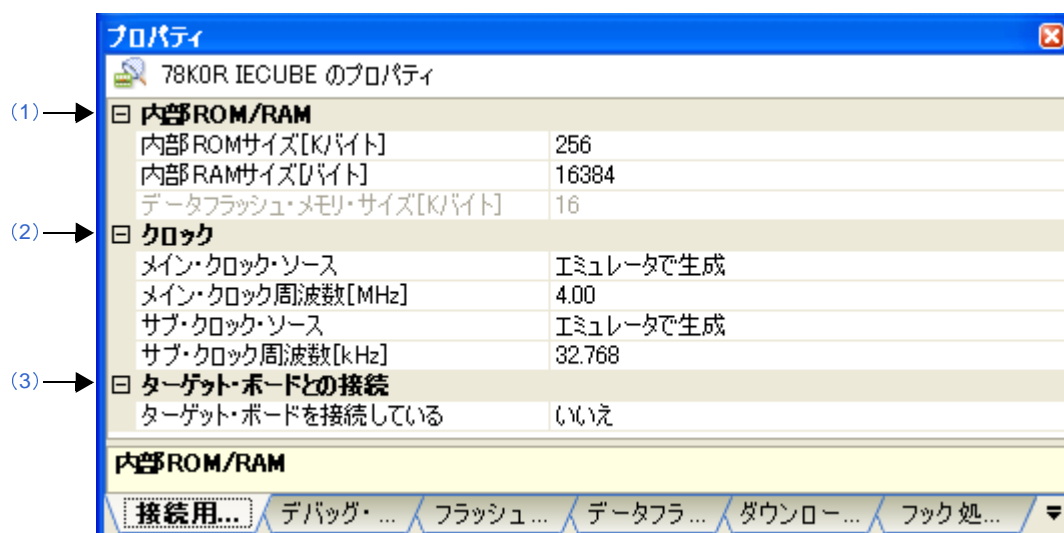 プロパティ
78K0R IECUBE のプロパティ
(1)
内部ROM/RAM
内部ROMサイズ[Kバイト] 256
内部RAMサイズ[バイト] 16384
データフラッシュ・メモリ・サイズ[Kバイト] 16
(2)
クロック
メイン・クロック・ソース エミュレータで生成
メイン・クロック周波数[MHz] 4.00
サブ・クロック・ソース エミュレータで生成
サブ・クロック周波数[kHz] 32.768
(3)
ターゲット・ボードとの接続
ターゲット・ボードを接続している いいえ
内部ROM/RAM
接続用... デバッグ・... フラッシュ... データフラ... ダウンロー... フック処...